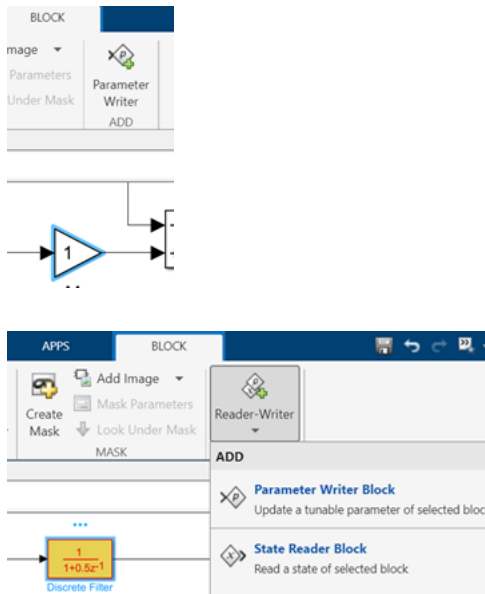 BLOCK
mage
Parameters
Under Mask
Parameter
Writer
ADD
1
APPS BLOCK
Create
Mask
Add Image
Mask Parameters
Look Under Mask
MASK
Reader-Writer
ADD
Parameter Writer Block
Update a tunable parameter of selected bloc
State Reader Block
Read a state of selected block
...
1
1+0.5z-1
Discrete Filter